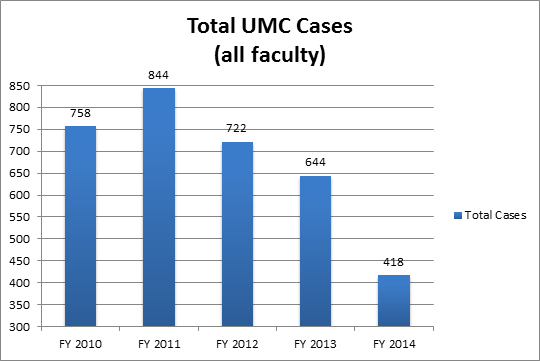 Total UMC Cases
(all faculty)
850
800
750
700
650
600
550
500
450
400
350
300
758
844
722
644
418
FY 2010
FY 2011
FY 2012
FY 2013
FY 2014
Total Cases